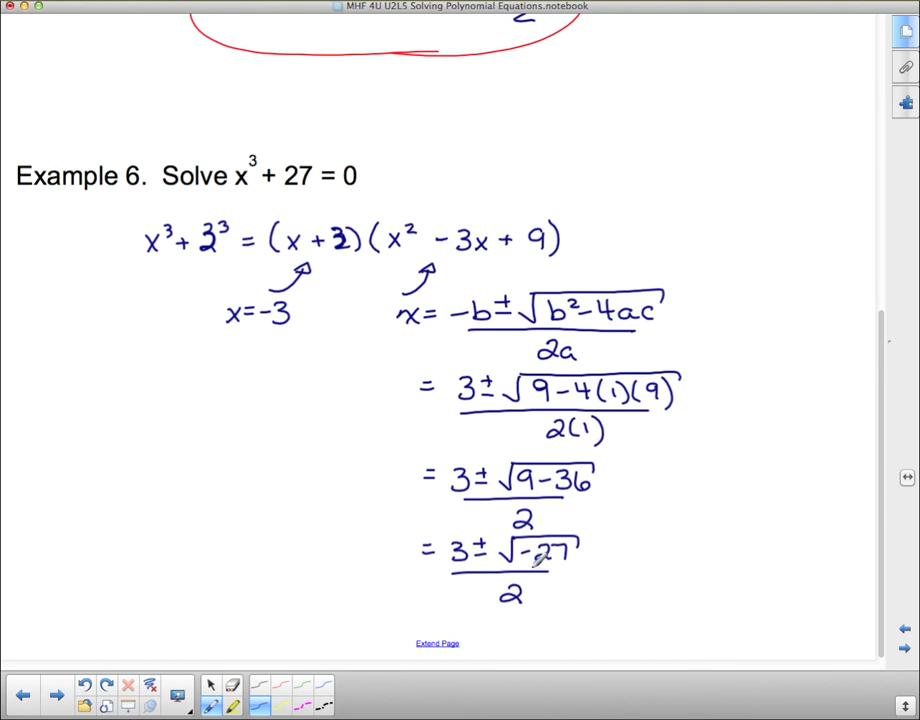 MHF 4U U2L5 Solving Polynomial Equations.notebook
2
Example 6. Solve x³ + 27 = 0
x³ + 3³ = (x + 3)(x² - 3x + 9)
x = -3
x = -b ± √(b² - 4ac) / 2a
= 3 ± √(9 - 4(1)(9)) / 2(1)
= 3 ± √(9 - 36) / 2
= 3 ± √(-27) / 2
Extend Page